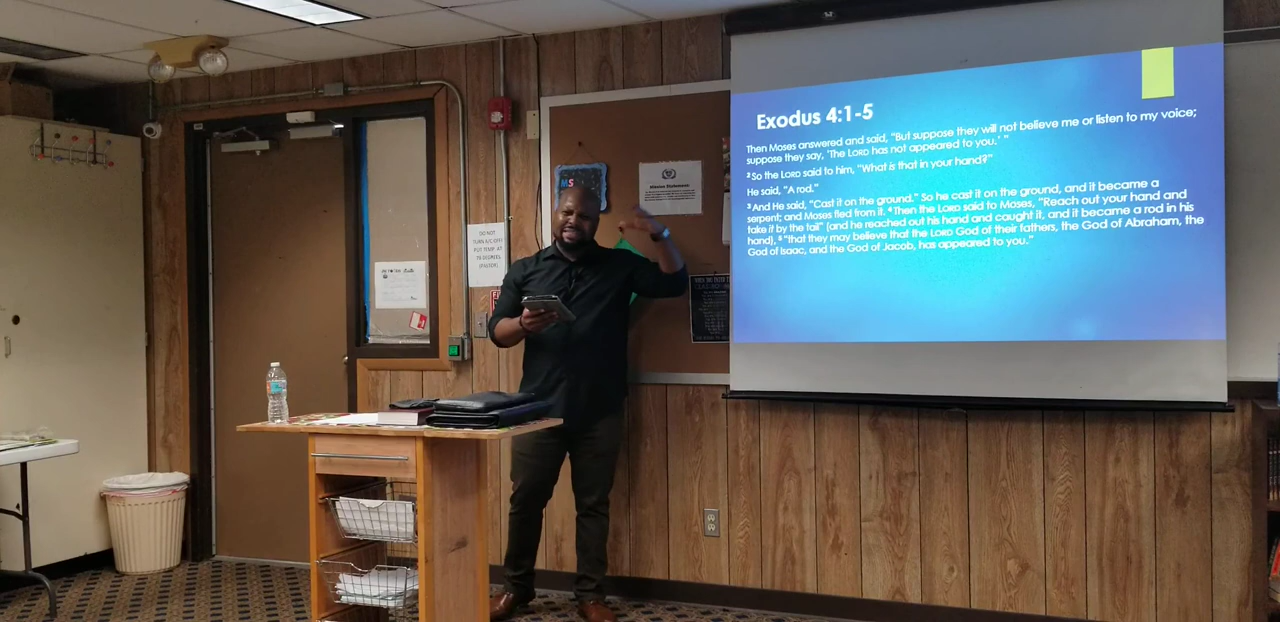 Exodus 4:1-5
Then Moses answered and said, "But suppose they will not believe me or listen to my voice;
suppose they say, 'The LORD has not appeared to you.' "
²So the LORD said to him, "What is that in your hand?"
He said, "A rod."
³And He said, "Cast it on the ground." So he cast it on the ground, and it became a
serpent; and Moses fled from it. ⁴Then the LORD said to Moses, "Reach out your hand and
take it by the tail" (and he reached out his hand and caught it, and it became a rod in his
hand), ⁵"that they may believe that the LORD God of their fathers, the God of Abraham, the
God of Isaac, and the God of Jacob, has appeared to you."
MS
Mission Statement:
DO NOT
TURN A/C OFF
PUT TEMP. AT